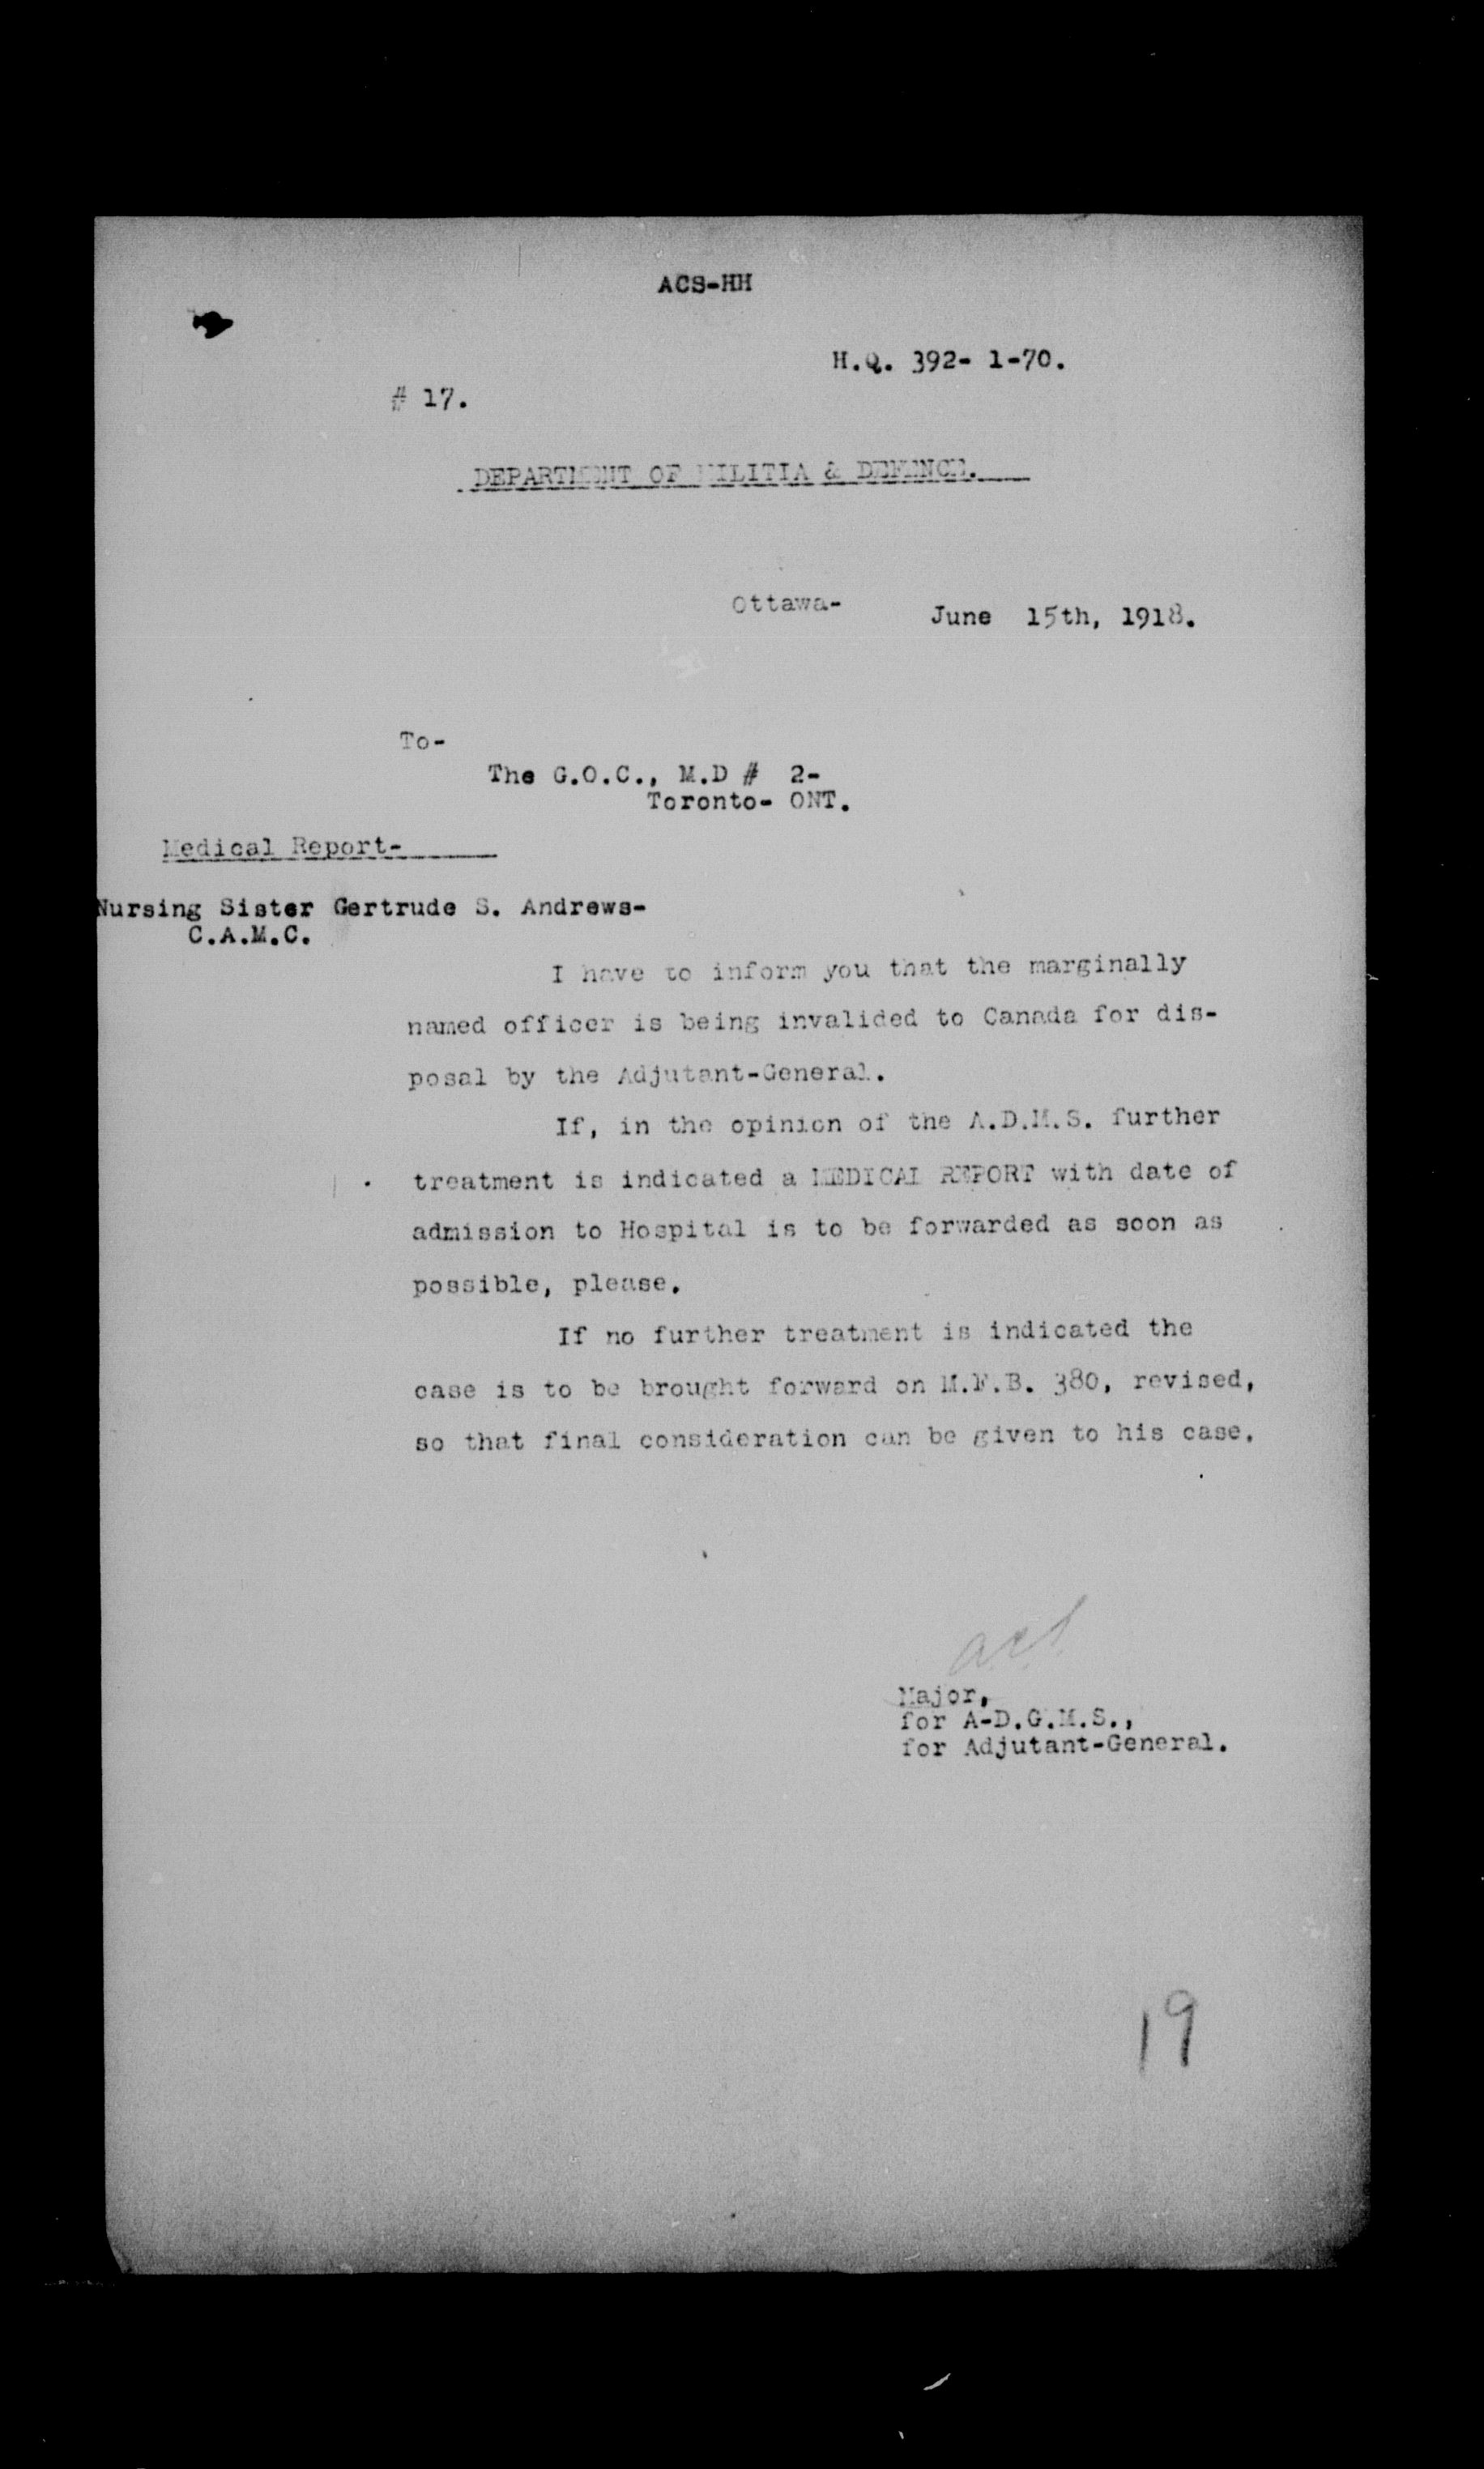 ACS-HH
H.Q. 392- 1-70.
# 17.
DEPARTMENT OF MILITIA & DEFENCE.
Ottawa- June 15th, 1918.
To-
The G.O.C., M.D # 2-
Toronto- ONT.
Medical Report-
Nursing Sister Gertrude S. Andrews-
C.A.M.C.
I have to inform you that the marginally
named officer is being invalided to Canada for dis-
posal by the Adjutant-General.
If, in the opinion of the A.D.M.S. further
treatment is indicated a MEDICAL REPORT with date of
admission to Hospital is to be forwarded as soon as
possible, please.
If no further treatment is indicated the
case is to be brought forward on M.F.B. 380, revised,
so that final consideration can be given to his case.
Major,
for A-D.G.M.S.,
for Adjutant-General.
19